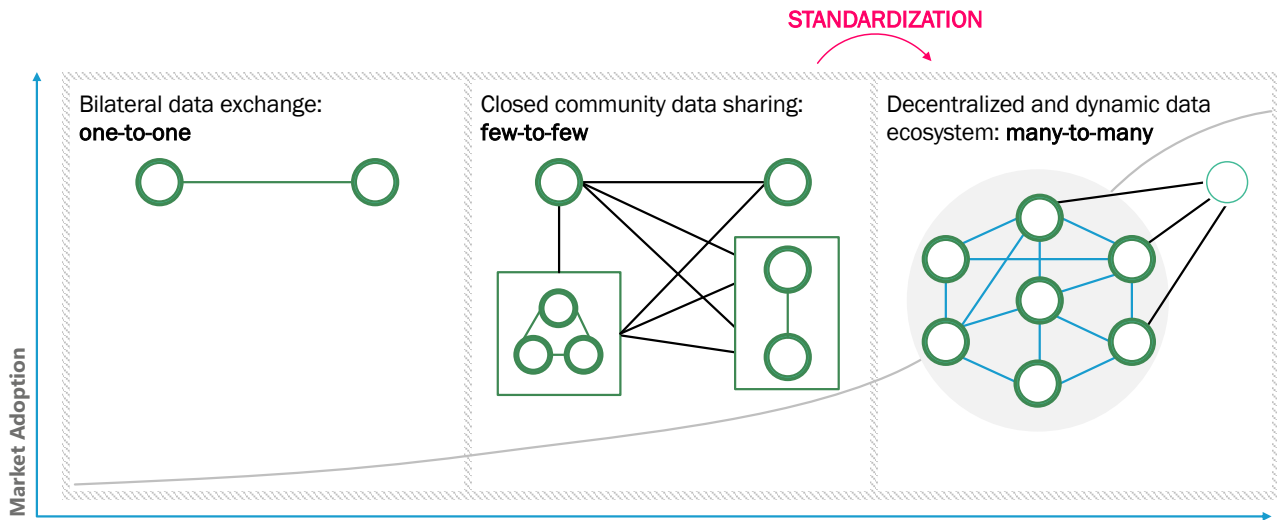 STANDARDIZATION
Bilateral data exchange:
one-to-one
Closed community data sharing:
few-to-few
Decentralized and dynamic data
ecosystem: many-to-many
Market Adoption